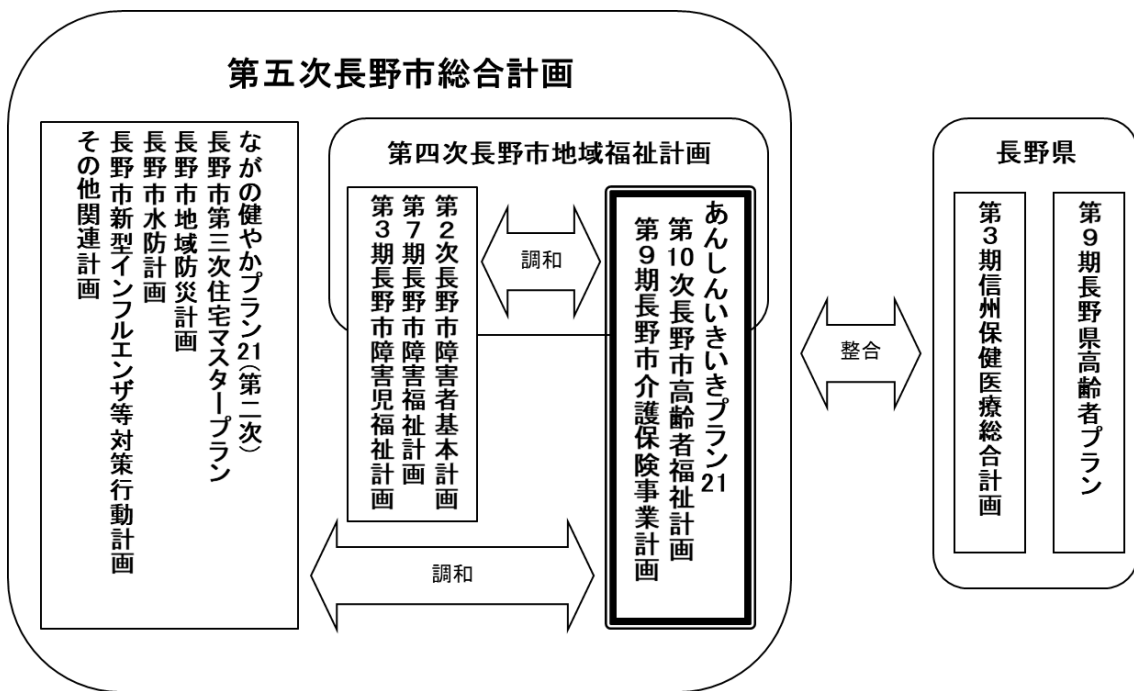 第五次長野市総合計画
ながの健やかプラン21(第二次)
長野市第三次住宅マスタープラン
長野市地域防災計画
長野市水防計画
長野市新型インフルエンザ等対策行動計画
その他関連計画
第四次長野市地域福祉計画
第2次長野市障害者基本計画
第7期長野市障害福祉計画
第3期長野市障害児福祉計画
調和
あんしんいきいきプラン21
第10次長野市高齢者福祉計画
第9期長野市介護保険事業計画
調和
整合
長野県
第9期長野県高齢者プラン
第3期信州保健医療総合計画